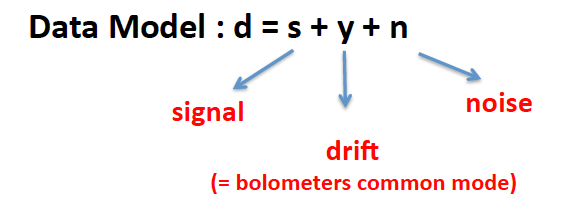 Data Model : d = s + y + n
signal
noise
drift
(= bolometers common mode)